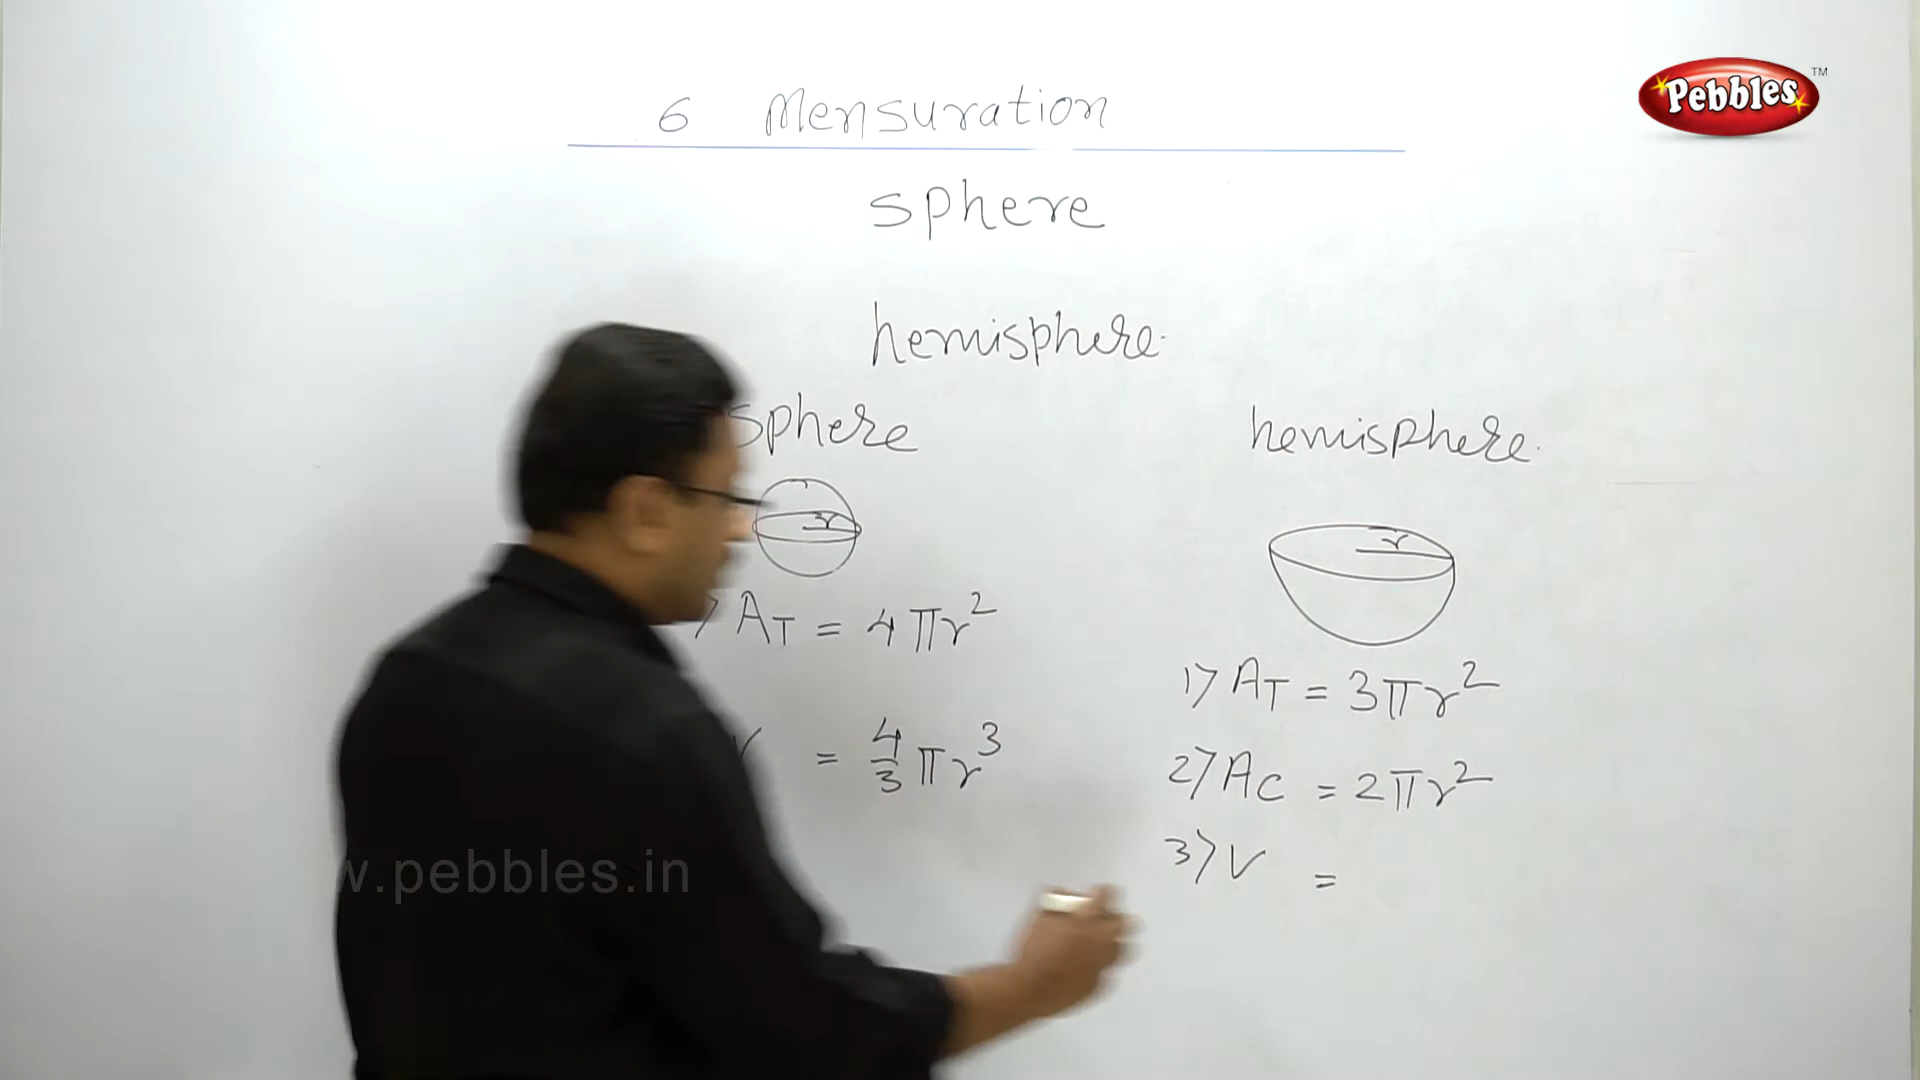 Pebbles TM
6 Mensuration
sphere
hemisphere.
sphere
hemisphere.
r
r
> A_T = 4πr²
V = 4/3 πr³
1> A_T = 3πr²
2> A_C = 2πr²
3> V =
w.pebbles.in